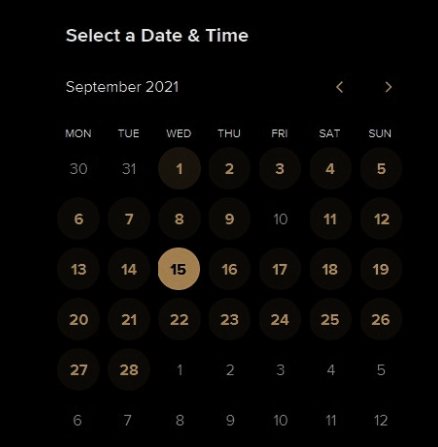 Select a Date & Time
September 2021
MON TUE WED THU FRI SAT SUN
30 31 1 2 3 4 5
6 7 8 9 10 11 12
13 14 15 16 17 18 19
20 21 22 23 24 25 26
27 28 1 2 3 4 5
6 7 8 9 10 11 12